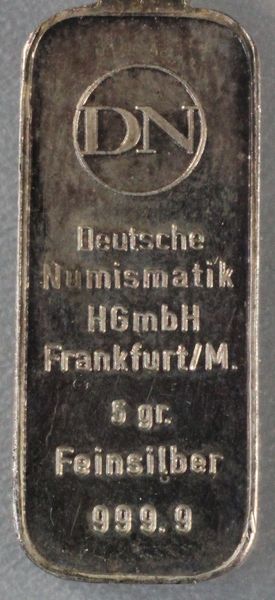 DN
Deutsche
Numismatik
HGmbH
Frankfurt/M.
5 gr.
Feinsilber
999.9